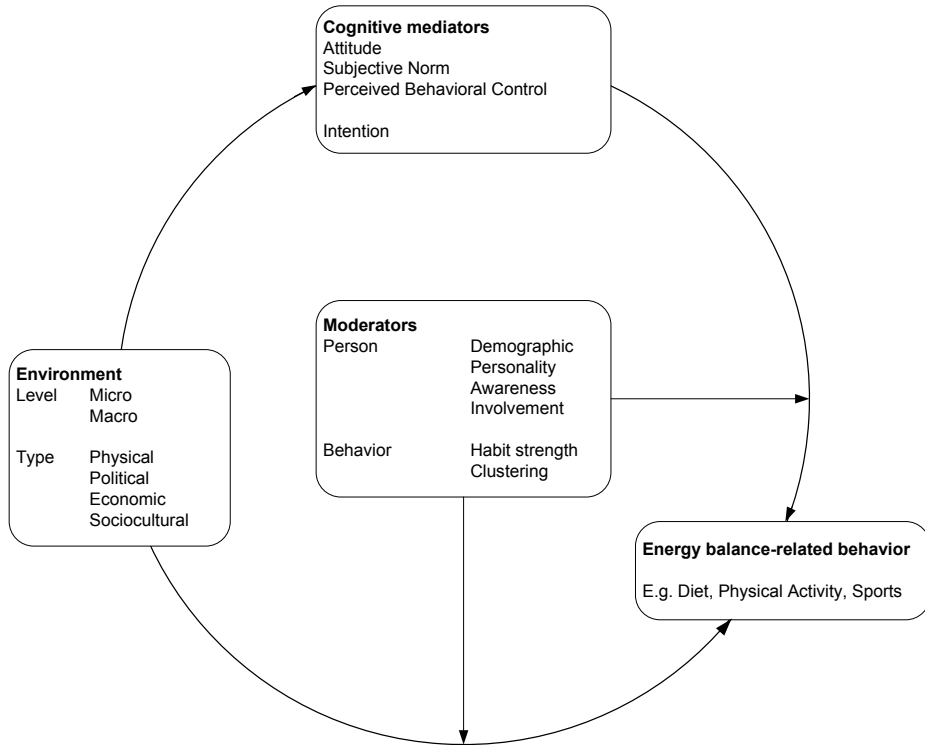 Cognitive mediators
Attitude
Subjective Norm
Perceived Behavioral Control
Intention
Moderators
Person Demographic
Personality
Awareness
Involvement
Behavior Habit strength
Clustering
Environment
Level Micro
Macro
Type Physical
Political
Economic
Sociocultural
Energy balance-related behavior
E.g. Diet, Physical Activity, Sports